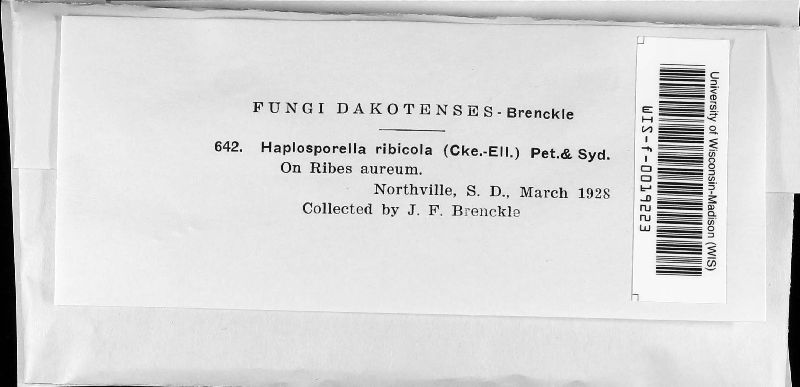 FUNGI DAKOTENSES - Brenckle
642. Haplosporella ribicola (Cke.-Ell.) Pet.& Syd.
On Ribes aureum.
Northville, S. D., March 1928
Collected by J. F. Brenckle
University of Wisconsin-Madison (WIS)
WIS-f-0019223